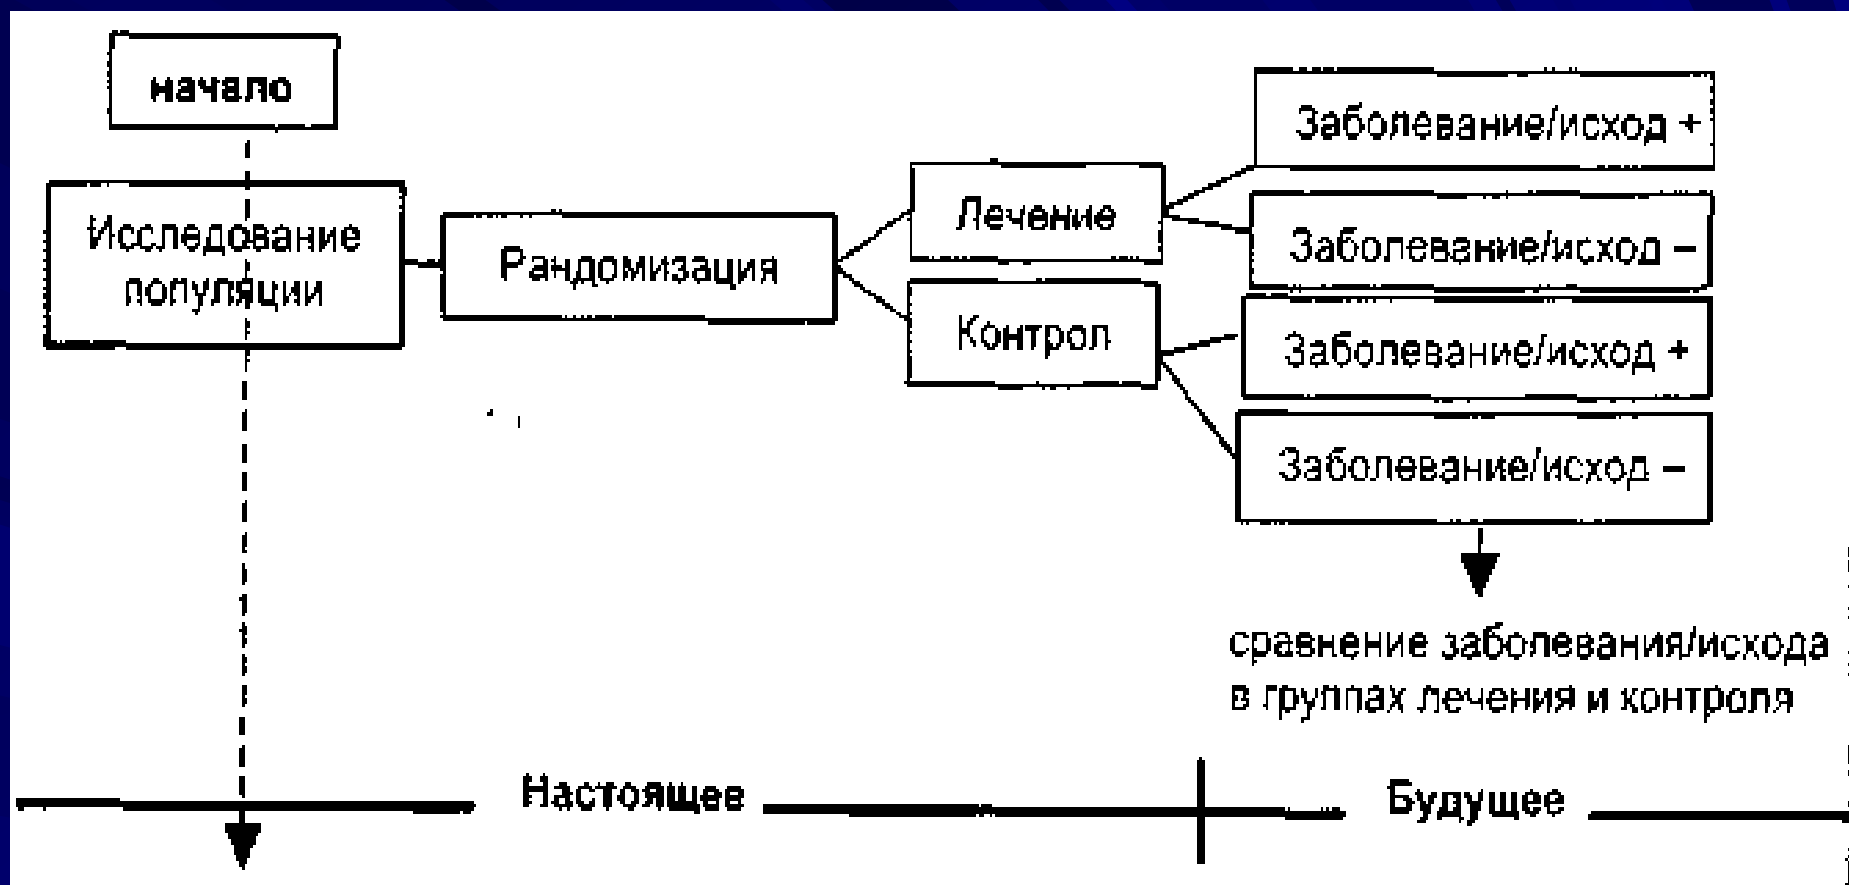 начало
Исследование
популяции
Рандомизация
Лечение
Контрол
Заболевание/исход +
Заболевание/исход –
Заболевание/исход +
Заболевание/исход –
сравнение заболевания/исхода
в группах лечения и контроля
Настоящее
Будущее